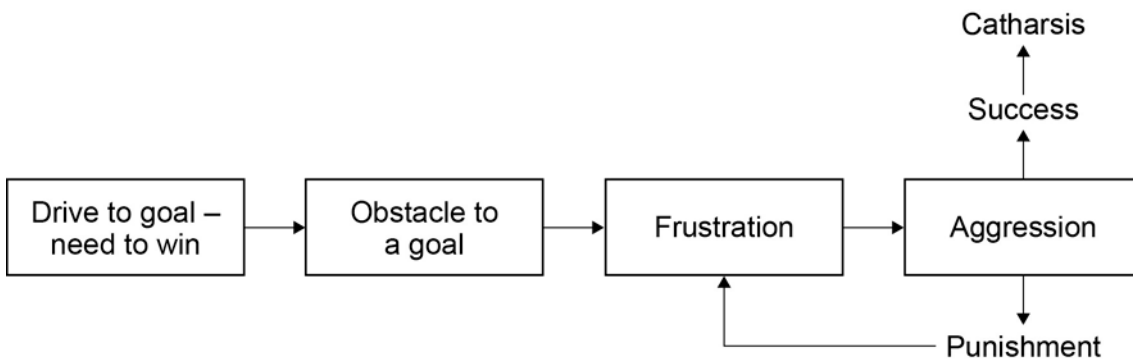 Catharsis
Success
Drive to goal –
need to win
Obstacle to
a goal
Frustration
Aggression
Punishment